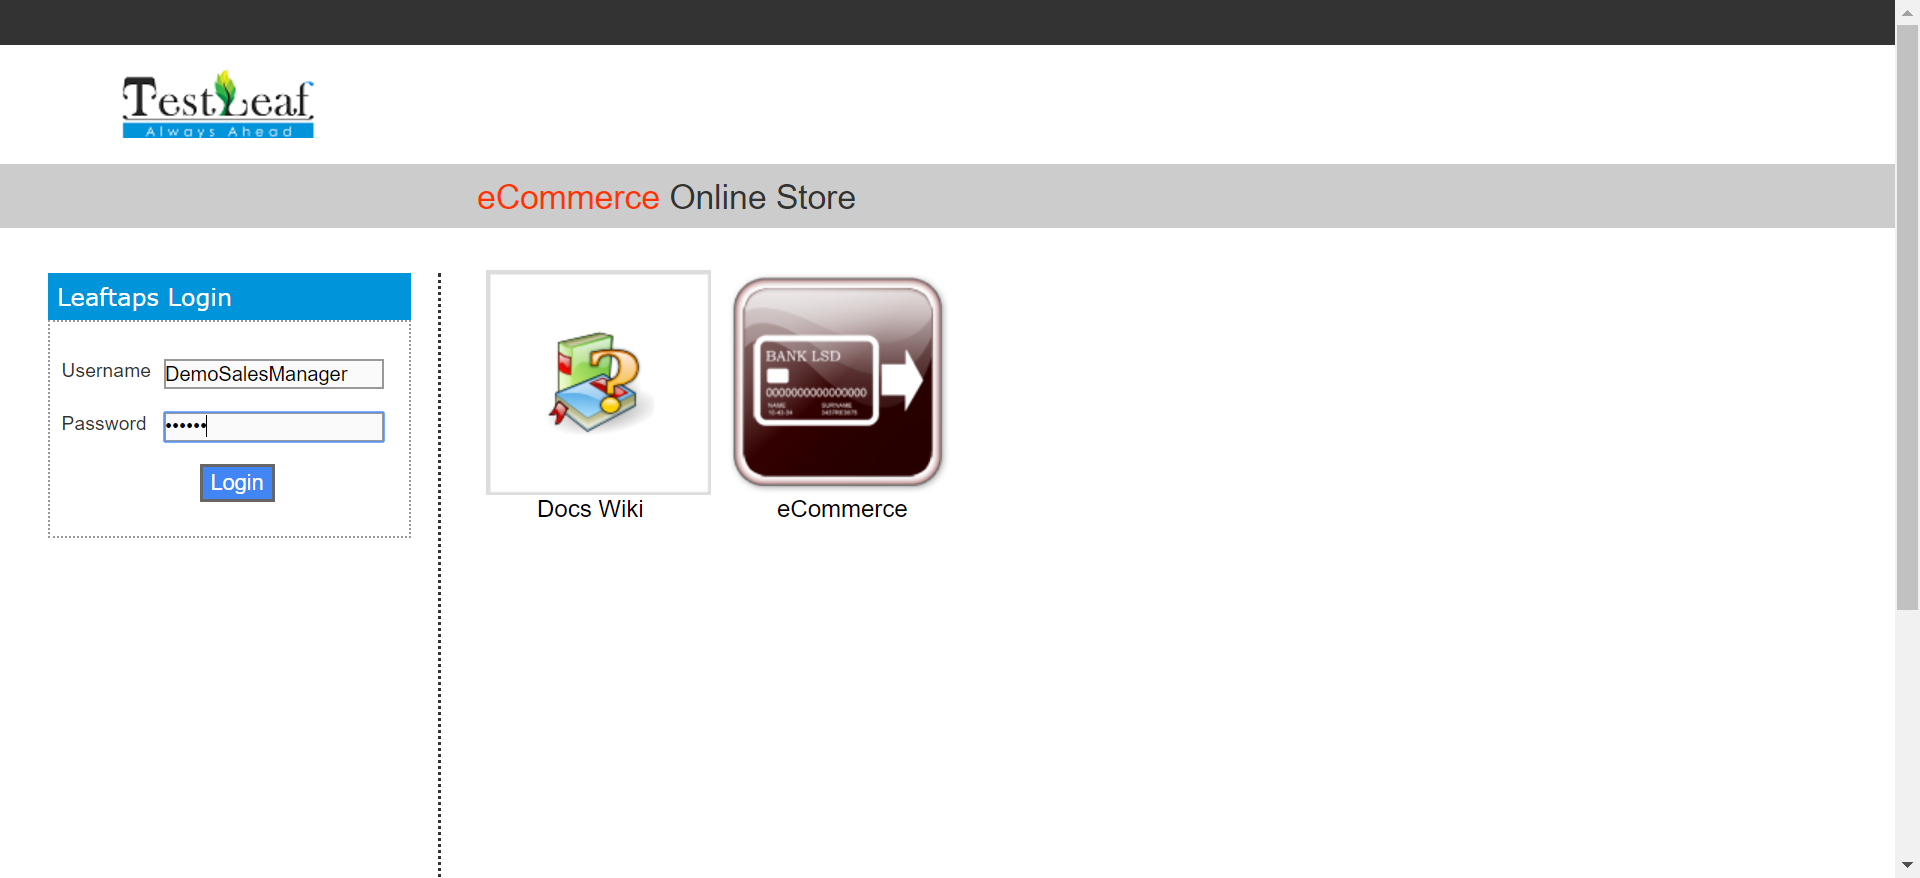 TestLeaf
Always Ahead
eCommerce Online Store
Leaftaps Login
Username
DemoSalesManager
Password
••••••
Login
BANK LSD
0000000000000000
NAME SURNAME
Docs Wiki
eCommerce